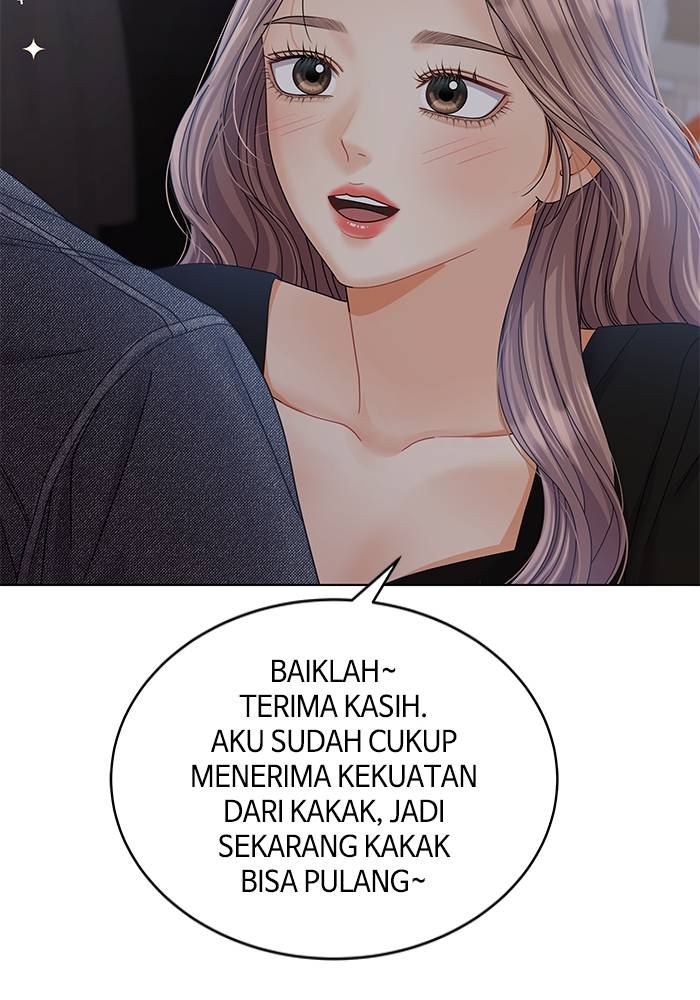 BAIKLAH~
TERIMA KASIH.
AKU SUDAH CUKUP
MENERIMA KEKUATAN
DARI KAKAK, JADI
SEKARANG KAKAK
BISA PULANG~